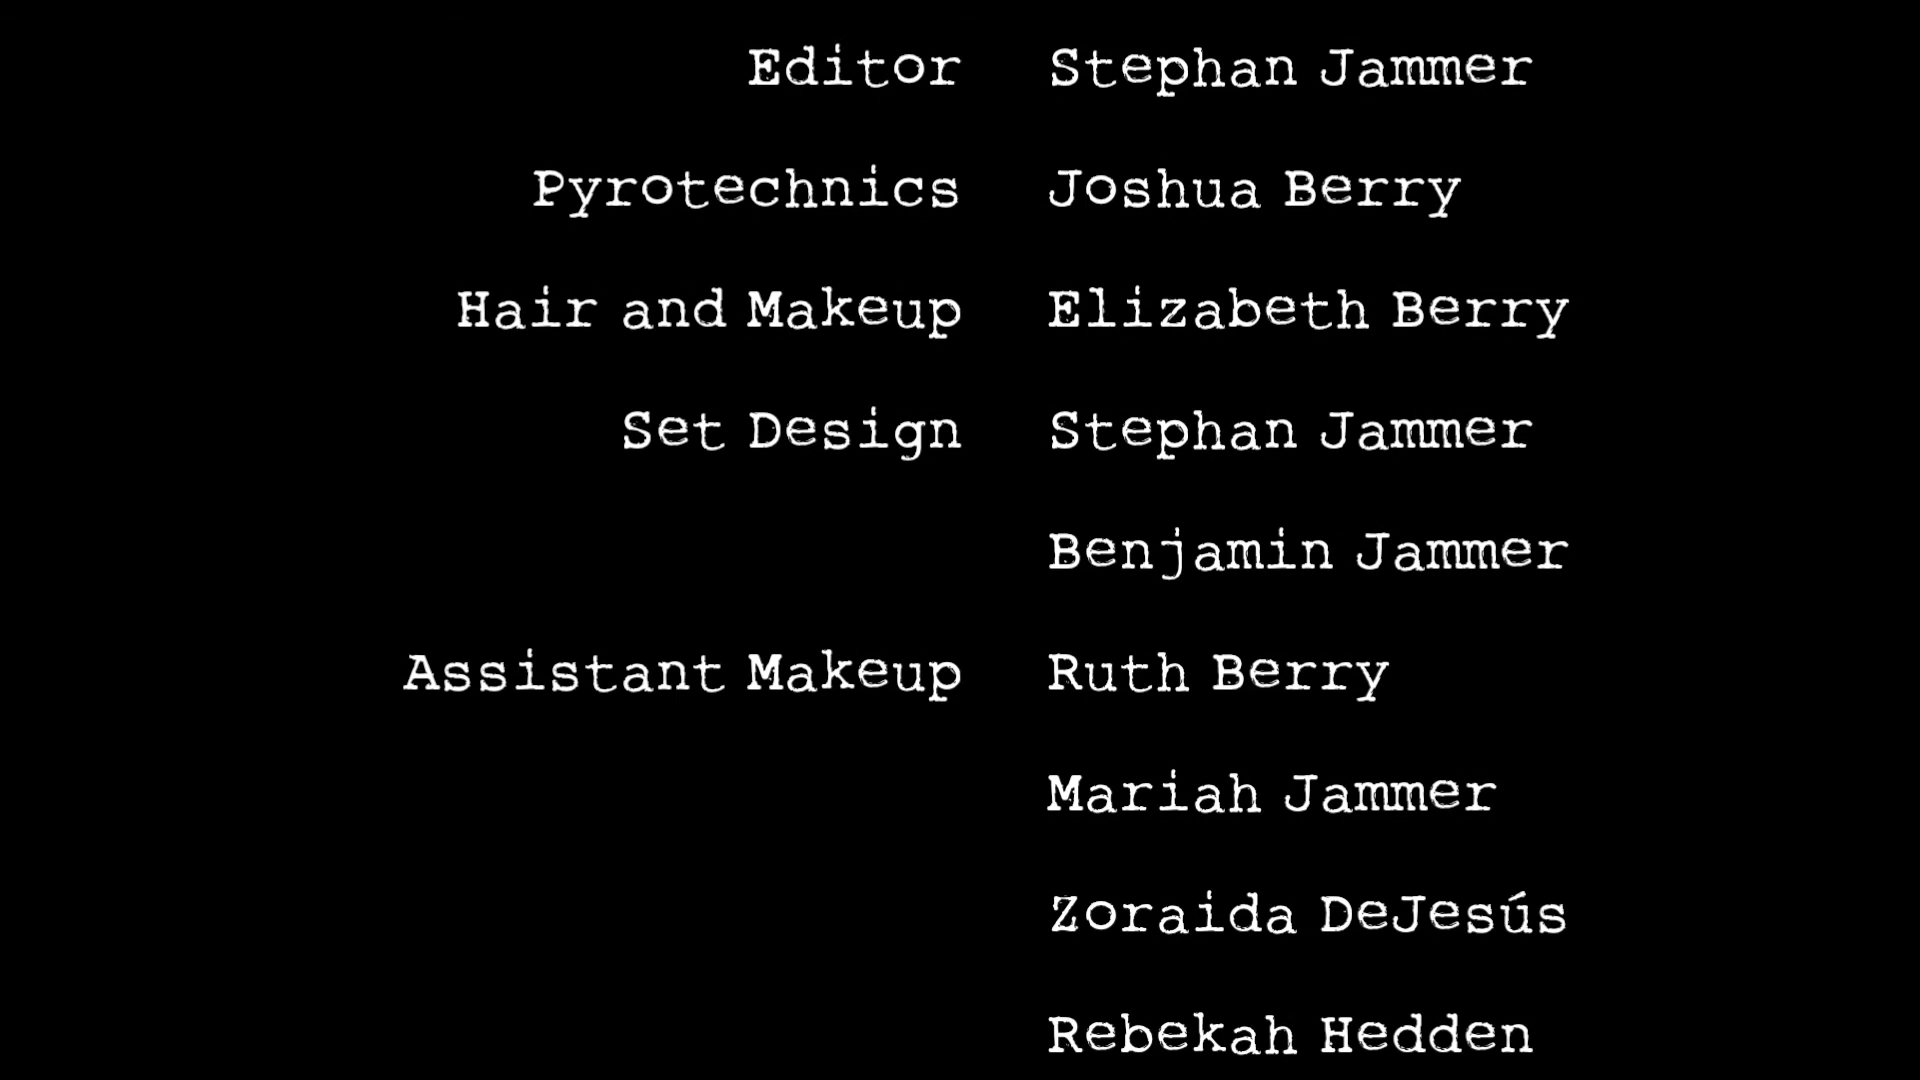 Editor Stephan Jammer
Pyrotechnics Joshua Berry
Hair and Makeup Elizabeth Berry
Set Design Stephan Jammer
Benjamin Jammer
Assistant Makeup Ruth Berry
Mariah Jammer
Zoraida DeJesús
Rebekah Hedden